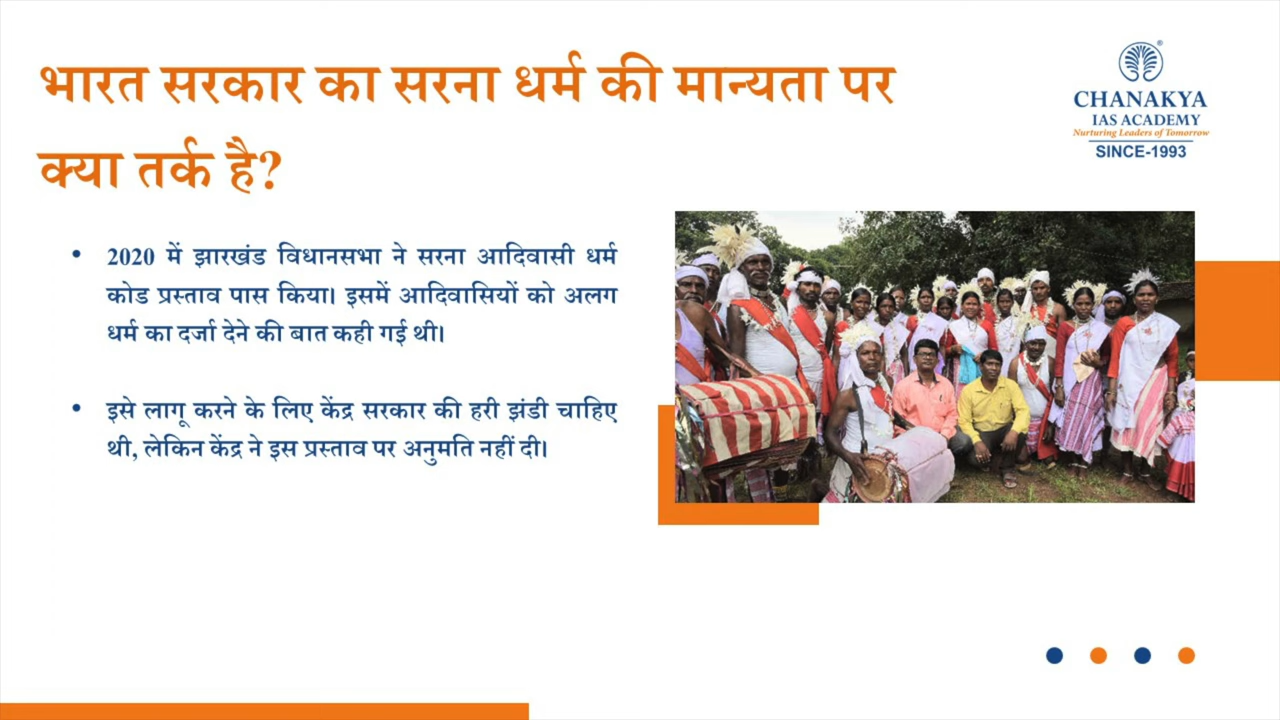 भारत सरकार का सरना धर्म की मान्यता पर
क्या तर्क है?
CHANAKYA
IAS ACADEMY
Nurturing Leaders of Tomorrow
SINCE-1993
• 2020 में झारखंड विधानसभा ने सरना आदिवासी धर्म
कोड प्रस्ताव पास किया। इसमें आदिवासियों को अलग
धर्म का दर्जा देने की बात कही गई थी।
• इसे लागू करने के लिए केंद्र सरकार की हरी झंडी चाहिए
थी, लेकिन केंद्र ने इस प्रस्ताव पर अनुमति नहीं दी।